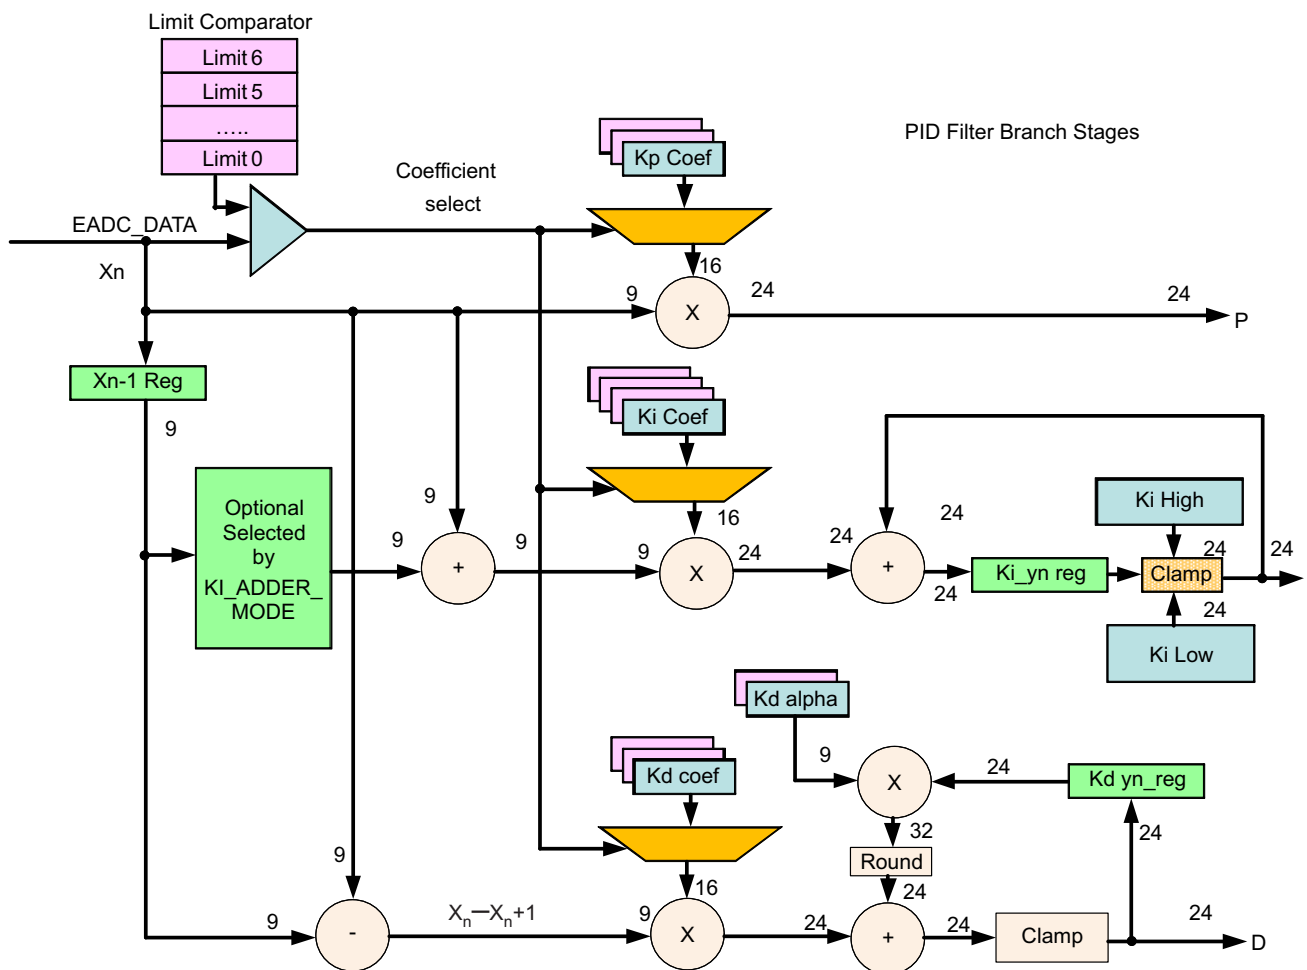 Limit Comparator
Limit 6
Limit 5
.....
Limit 0
PID Filter Branch Stages
Kp Coef
Coefficient
select
EADC_DATA
Xn
16
9
24
24
P
X
Xn-1 Reg
9
Ki Coef
Optional
Selected
by
KI_ADDER_
MODE
9
9
+
9
16
9
X
24
24
24
+
24
Ki_yn reg
Ki High
24
24
Clamp
24
Ki Low
Kd alpha
9
X
24
Kd yn_reg
24
32
Round
24
Kd coef
16
9
9
-
Xn—Xn+1
9
X
24
+
24
Clamp
24
D